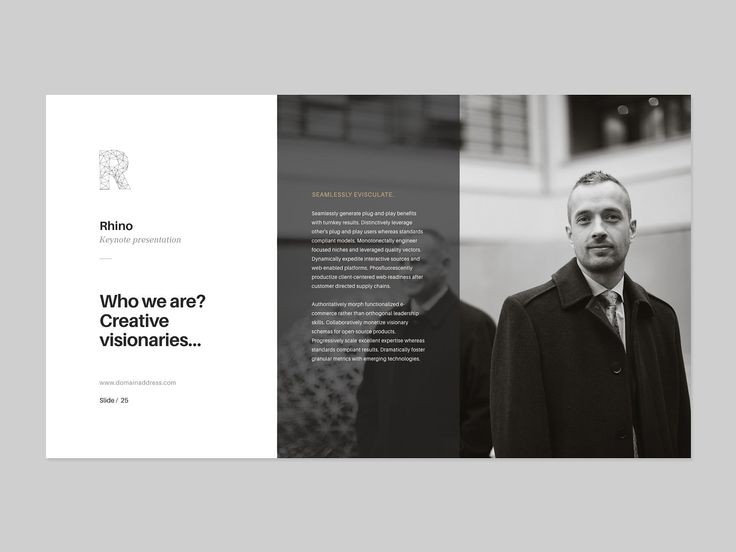 R
Rhino
Keynote presentation
Who we are?
Creative
visionaries...
www.domainaddress.com
Slide / 25
SEAMLESSLY EVISCULATE.
Seamlessly generate plug-and-play benefits
with turnkey results. Distinctively leverage
other's plug and play users whereas standards
compliant models. Monotonectally engineer
focused niches and leveraged quality vectors.
Dynamically expedite interactive sources and
web-enabled platforms. Phosfluorescently
productize client-centered web-readiness after
customer directed supply chains.
Authoritatively morph functionalized e-
commerce rather than orthogonal leadership
skills. Collaboratively monetize visionary
schemas for open-source products.
Progressively scale excellent expertise whereas
standards compliant results. Dramatically foster
granular metrics with emerging technologies.